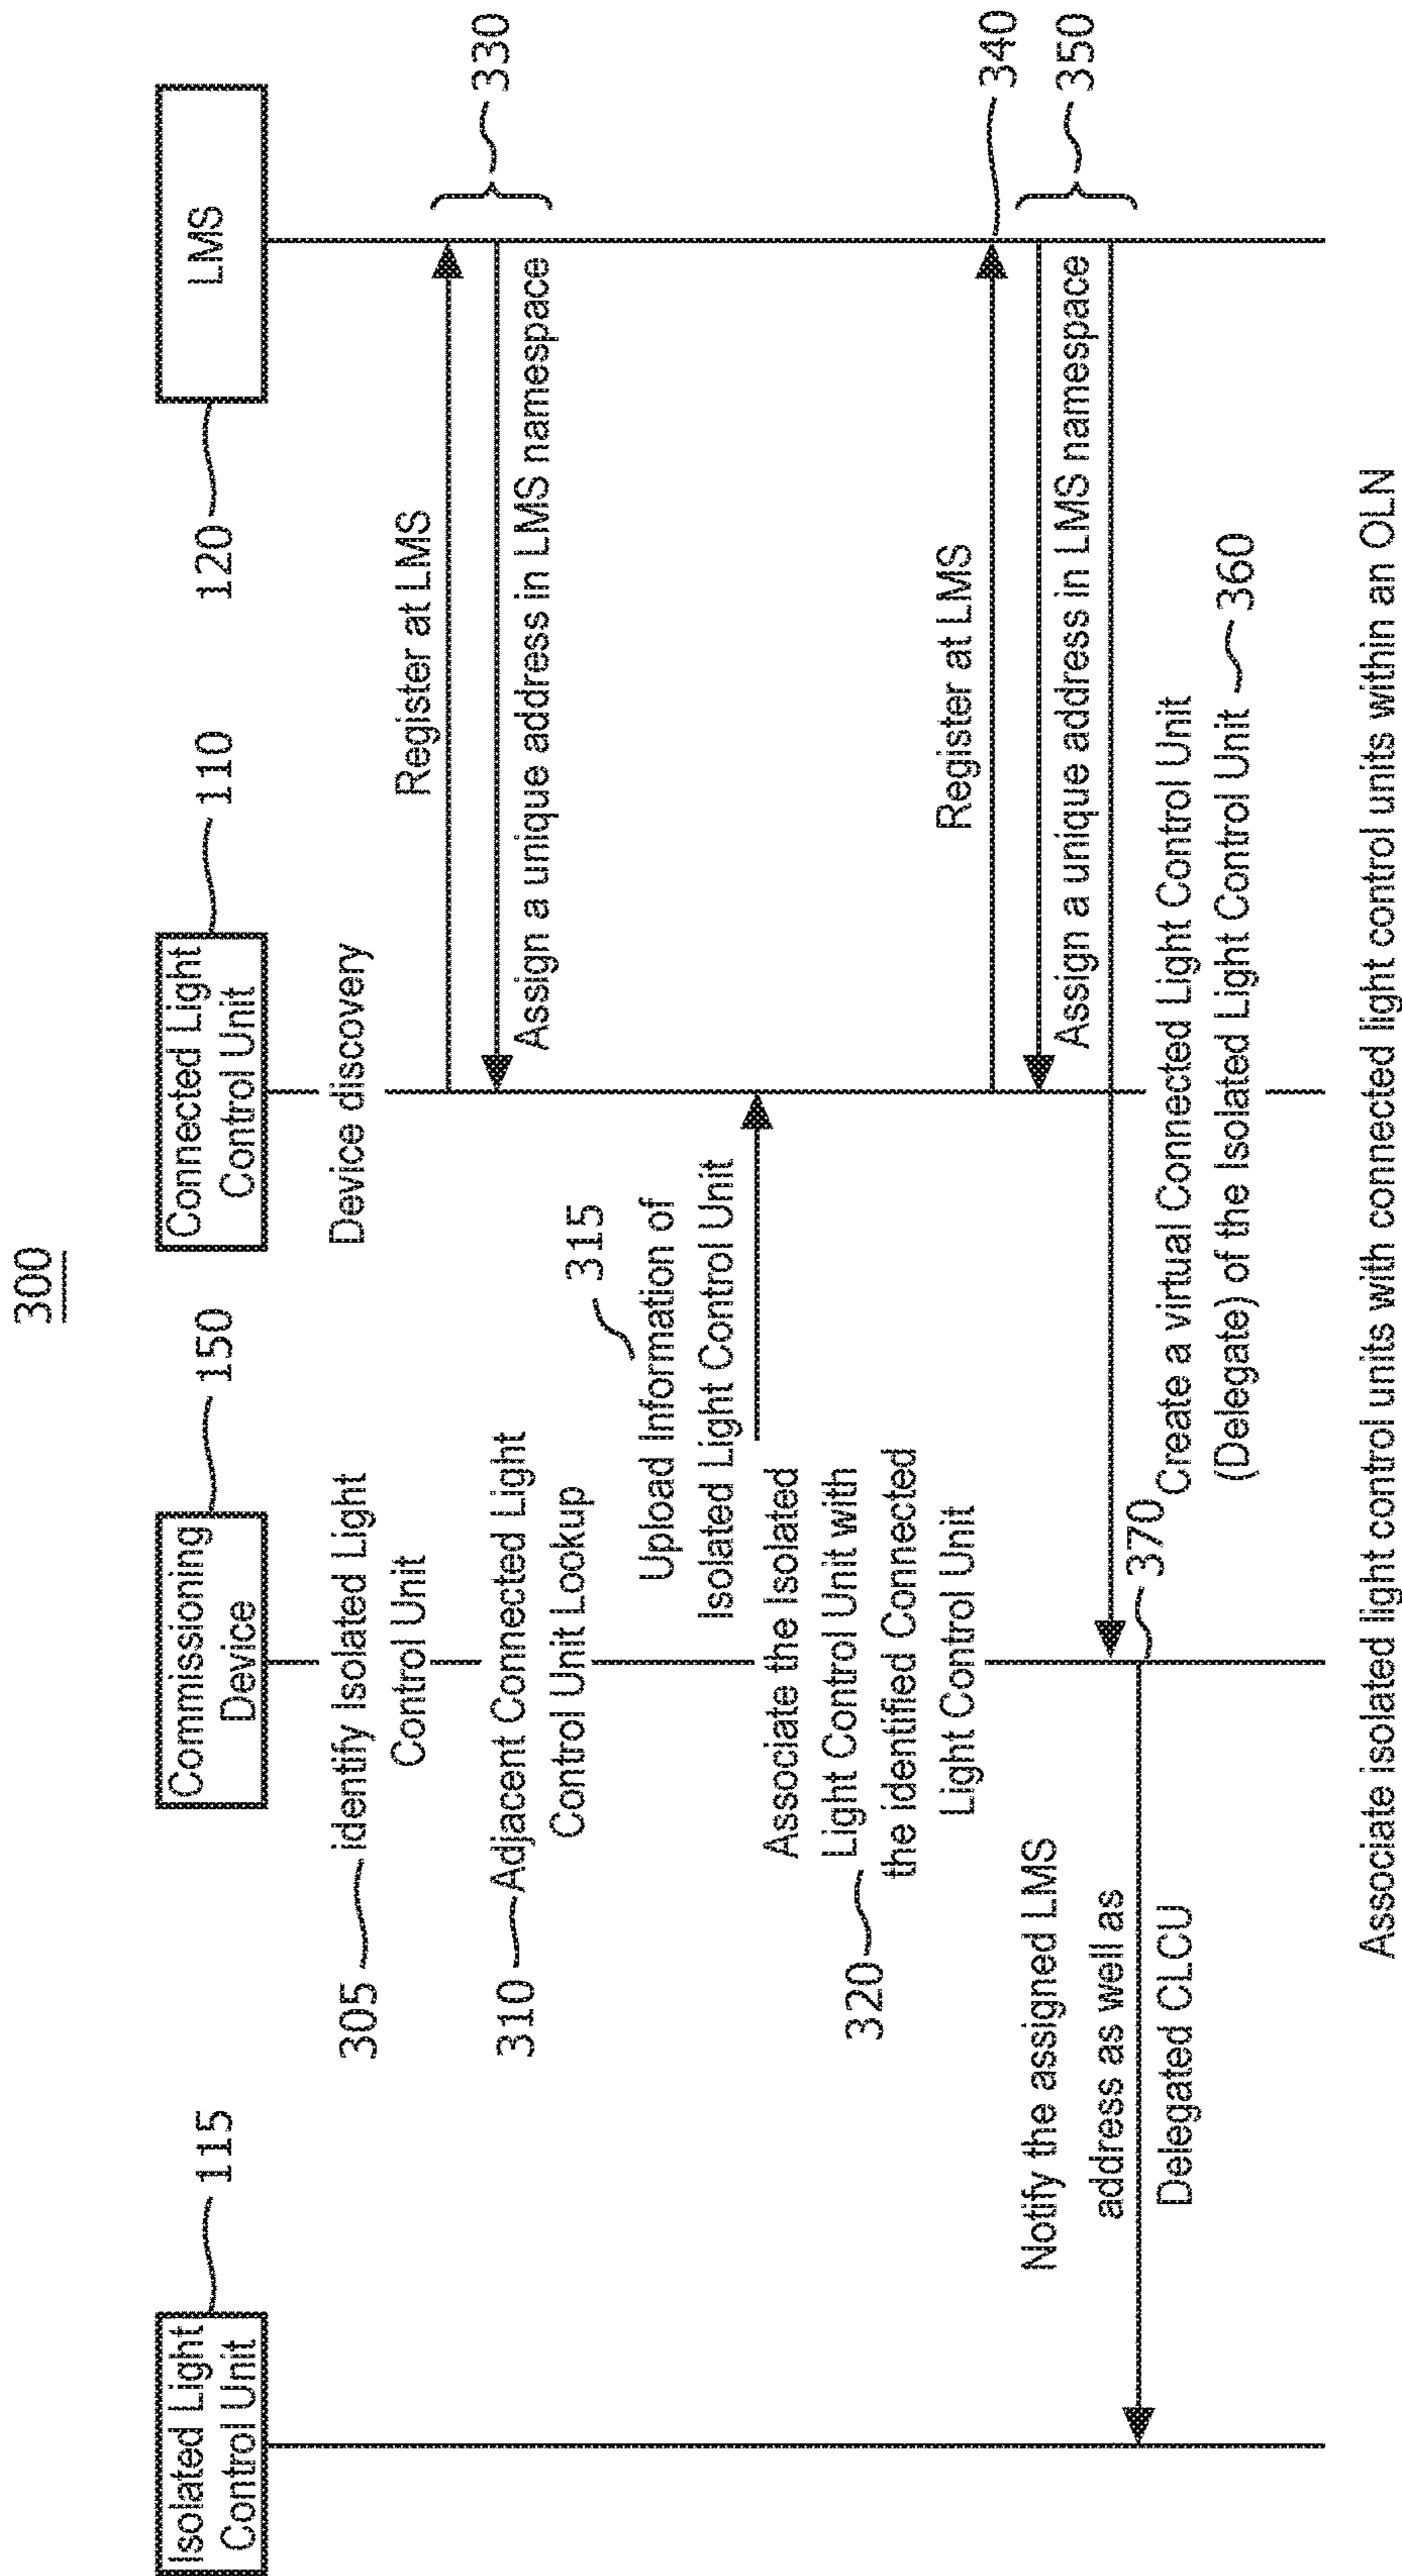 300
Isolated Light
Control Unit
115
Commissioning
Device
150
Connected Light
Control Unit
110
LMS
120
305
identify Isolated Light
Control Unit
Device discovery
Register at LMS
330
Assign a unique address in LMS namespace
310
Adjacent Connected Light
Control Unit Lookup
315
Upload Information of
Isolated Light Control Unit
Associate the Isolated
Light Control Unit with
the identified Connected
Light Control Unit
320
Register at LMS
340
Assign a unique address in LMS namespace
350
Notify the assigned LMS
address as well as
Delegated CLCU
370
Create a virtual Connected Light Control Unit
(Delegate) of the Isolated Light Control Unit
360
Associate isolated light control units with connected light control units within an OLN